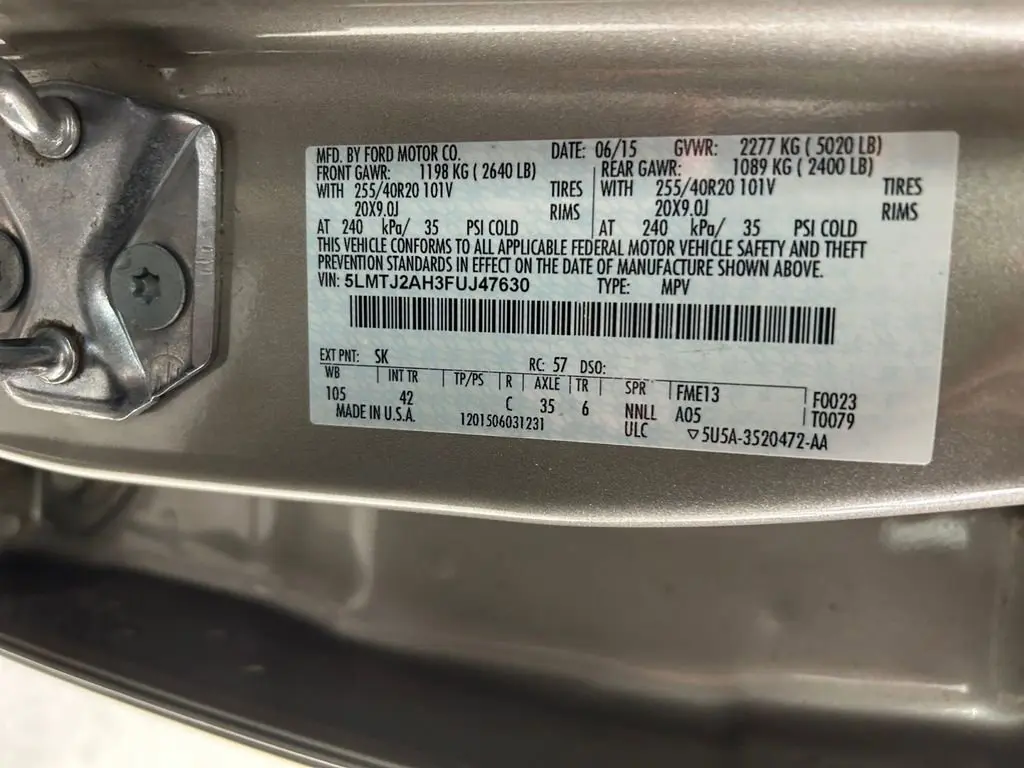 MFD. BY FORD MOTOR CO. DATE: 06/15 GVWR: 2277 KG ( 5020 LB)
FRONT GAWR: 1198 KG ( 2640 LB) REAR GAWR: 1089 KG ( 2400 LB)
WITH 255/40R20 101V TIRES WITH 255/40R20 101V TIRES
20X9.0J RIMS 20X9.0J RIMS
AT 240 kPa/ 35 PSI COLD AT 240 kPa/ 35 PSI COLD
THIS VEHICLE CONFORMS TO ALL APPLICABLE FEDERAL MOTOR VEHICLE SAFETY AND THEFT
PREVENTION STANDARDS IN EFFECT ON THE DATE OF MANUFACTURE SHOWN ABOVE.
VIN: 5LMTJ2AH3FUJ47630 TYPE: MPV
EXT PNT: SK RC: 57 DSO:
WB INT TR TP/PS R AXLE TR SPR FME13 F0023
105 42 C 35 6 NNLL A05 T0079
MADE IN U.S.A. 1201506031231 ULC ▽5U5A-3520472-AA